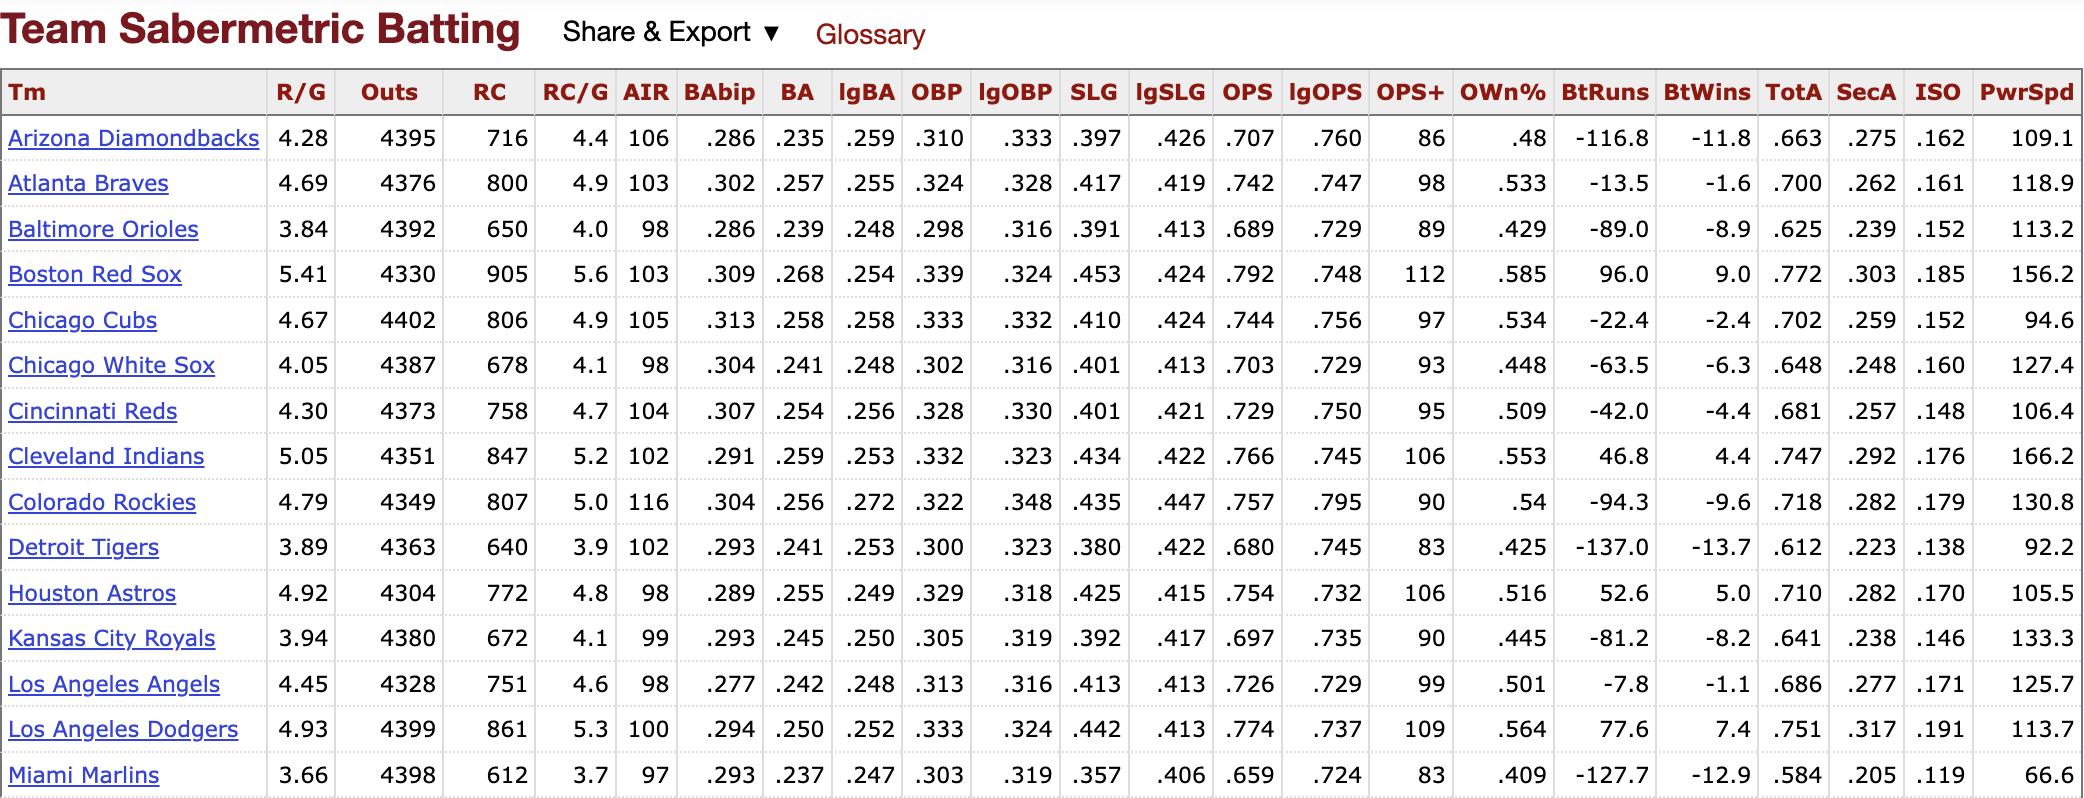 Team Sabermetric Batting Share & Export ▼ Glossary
Tm R/G Outs RC RC/G AIR BAbip BA lgBA OBP lgOBP SLG lgSLG OPS lgOPS OPS+ OWn% BtRuns BtWins TotA SecA ISO PwrSpd
Arizona Diamondbacks 4.28 4395 716 4.4 106 .286 .235 .259 .310 .333 .397 .426 .707 .760 86 .48 -116.8 -11.8 .663 .275 .162 109.1
Atlanta Braves 4.69 4376 800 4.9 103 .302 .257 .255 .324 .328 .417 .419 .742 .747 98 .533 -13.5 -1.6 .700 .262 .161 118.9
Baltimore Orioles 3.84 4392 650 4.0 98 .286 .239 .248 .298 .316 .391 .413 .689 .729 89 .429 -89.0 -8.9 .625 .239 .152 113.2
Boston Red Sox 5.41 4330 905 5.6 103 .309 .268 .254 .339 .324 .453 .424 .792 .748 112 .585 96.0 9.0 .772 .303 .185 156.2
Chicago Cubs 4.67 4402 806 4.9 105 .313 .258 .258 .333 .332 .410 .424 .744 .756 97 .534 -22.4 -2.4 .702 .259 .152 94.6
Chicago White Sox 4.05 4387 678 4.1 98 .304 .241 .248 .302 .316 .401 .413 .703 .729 93 .448 -63.5 -6.3 .648 .248 .160 127.4
Cincinnati Reds 4.30 4373 758 4.7 104 .307 .254 .256 .328 .330 .401 .421 .729 .750 95 .509 -42.0 -4.4 .681 .257 .148 106.4
Cleveland Indians 5.05 4351 847 5.2 102 .291 .259 .253 .332 .323 .434 .422 .766 .745 106 .553 46.8 4.4 .747 .292 .176 166.2
Colorado Rockies 4.79 4349 807 5.0 116 .304 .256 .272 .322 .348 .435 .447 .757 .795 90 .54 -94.3 -9.6 .718 .282 .179 130.8
Detroit Tigers 3.89 4363 640 3.9 102 .293 .241 .253 .300 .323 .380 .422 .680 .745 83 .425 -137.0 -13.7 .612 .223 .138 92.2
Houston Astros 4.92 4304 772 4.8 98 .289 .255 .249 .329 .318 .425 .415 .754 .732 106 .516 52.6 5.0 .710 .282 .170 105.5
Kansas City Royals 3.94 4380 672 4.1 99 .293 .245 .250 .305 .319 .392 .417 .697 .735 90 .445 -81.2 -8.2 .641 .238 .146 133.3
Los Angeles Angels 4.45 4328 751 4.6 98 .277 .242 .248 .313 .316 .413 .413 .726 .729 99 .501 -7.8 -1.1 .686 .277 .171 125.7
Los Angeles Dodgers 4.93 4399 861 5.3 100 .294 .250 .252 .333 .324 .442 .413 .774 .737 109 .564 77.6 7.4 .751 .317 .191 113.7
Miami Marlins 3.66 4398 612 3.7 97 .293 .237 .247 .303 .319 .357 .406 .659 .724 83 .409 -127.7 -12.9 .584 .205 .119 66.6